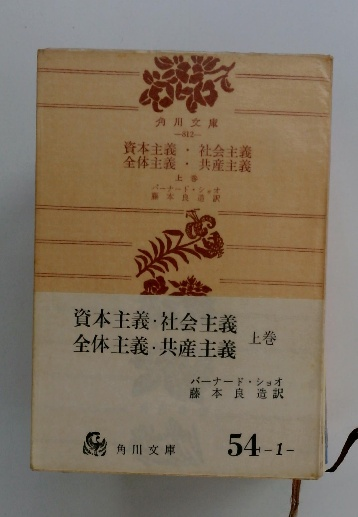 角川文庫
—812—
資本主義・社会主義
全体主義・共産主義
上巻
バーナード・ショオ
藤本良造訳
資本主義・社会主義
全体主義・共産主義
上巻
バーナード・ショオ
藤本良造訳
角川文庫
54-1-